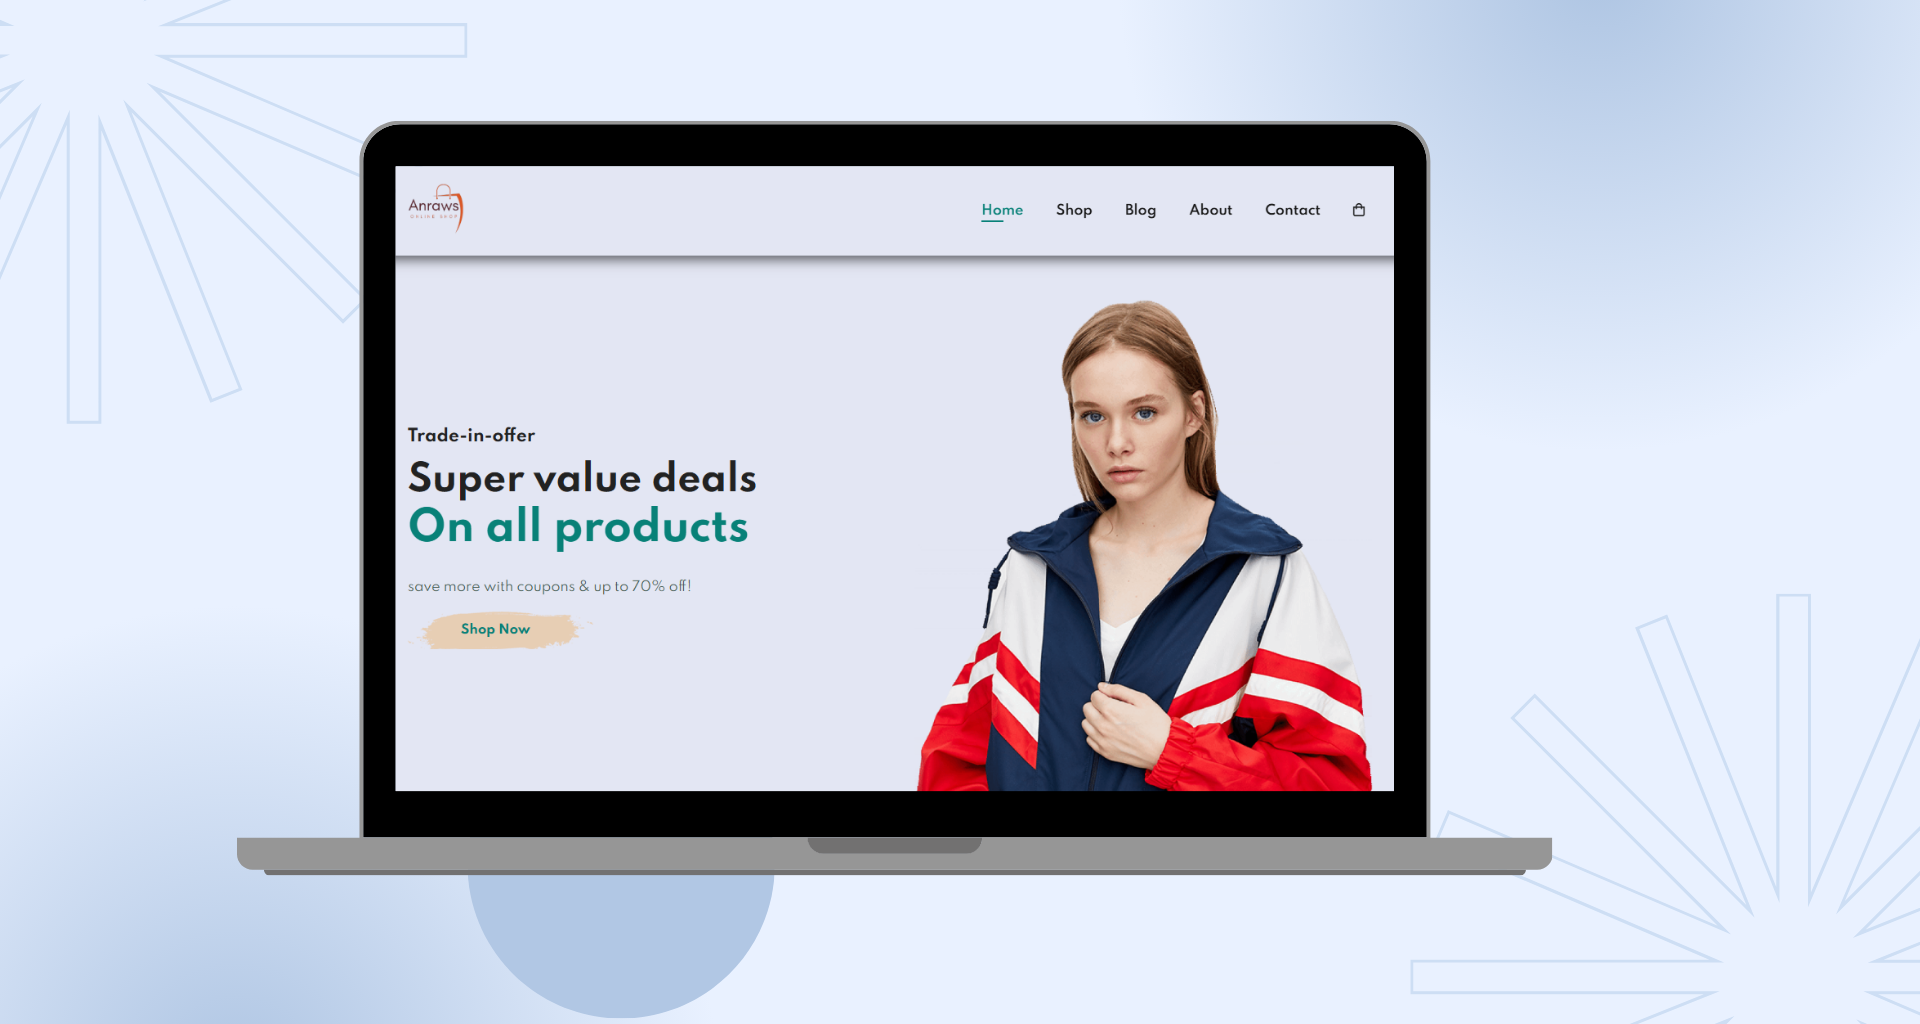 Anraws
ONLINE SHOP
Home Shop Blog About Contact
Trade-in-offer
Super value deals
On all products
save more with coupons & up to 70% off!
Shop Now